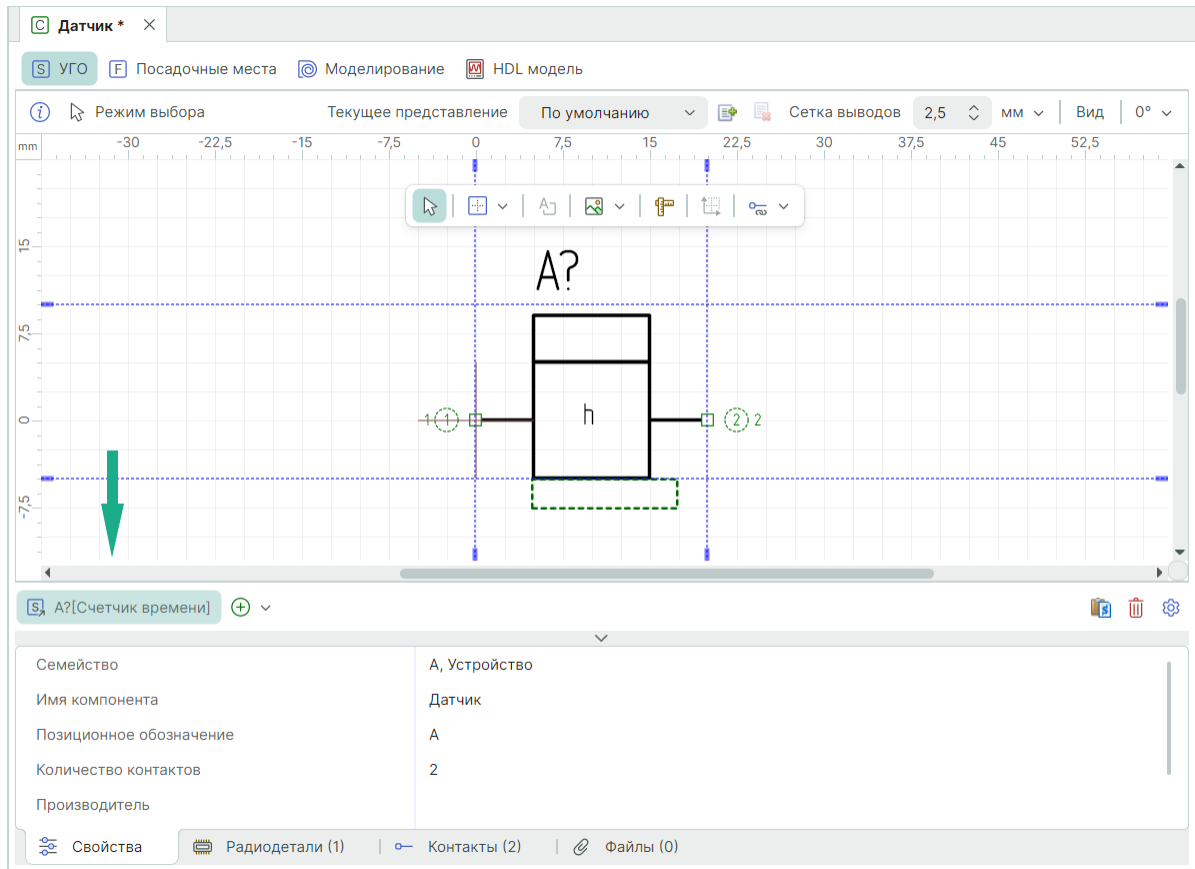 C Датчик *
S УГО F Посадочные места Моделирование HDL модель
i Режим выбора Текущее представление По умолчанию Сетка выводов 2,5 мм Вид 0°
mm -30 -22,5 -15 -7,5 0 7,5 15 22,5 30 37,5 45 52,5
A
15
A?
7,5
h
0 1 1 2 2
-7,5
S A?[Счетчик времени] S
Семейство A, Устройство
Имя компонента Датчик
Позиционное обозначение A
Количество контактов 2
Производитель
Свойства Радиодетали (1) Контакты (2) Файлы (0)